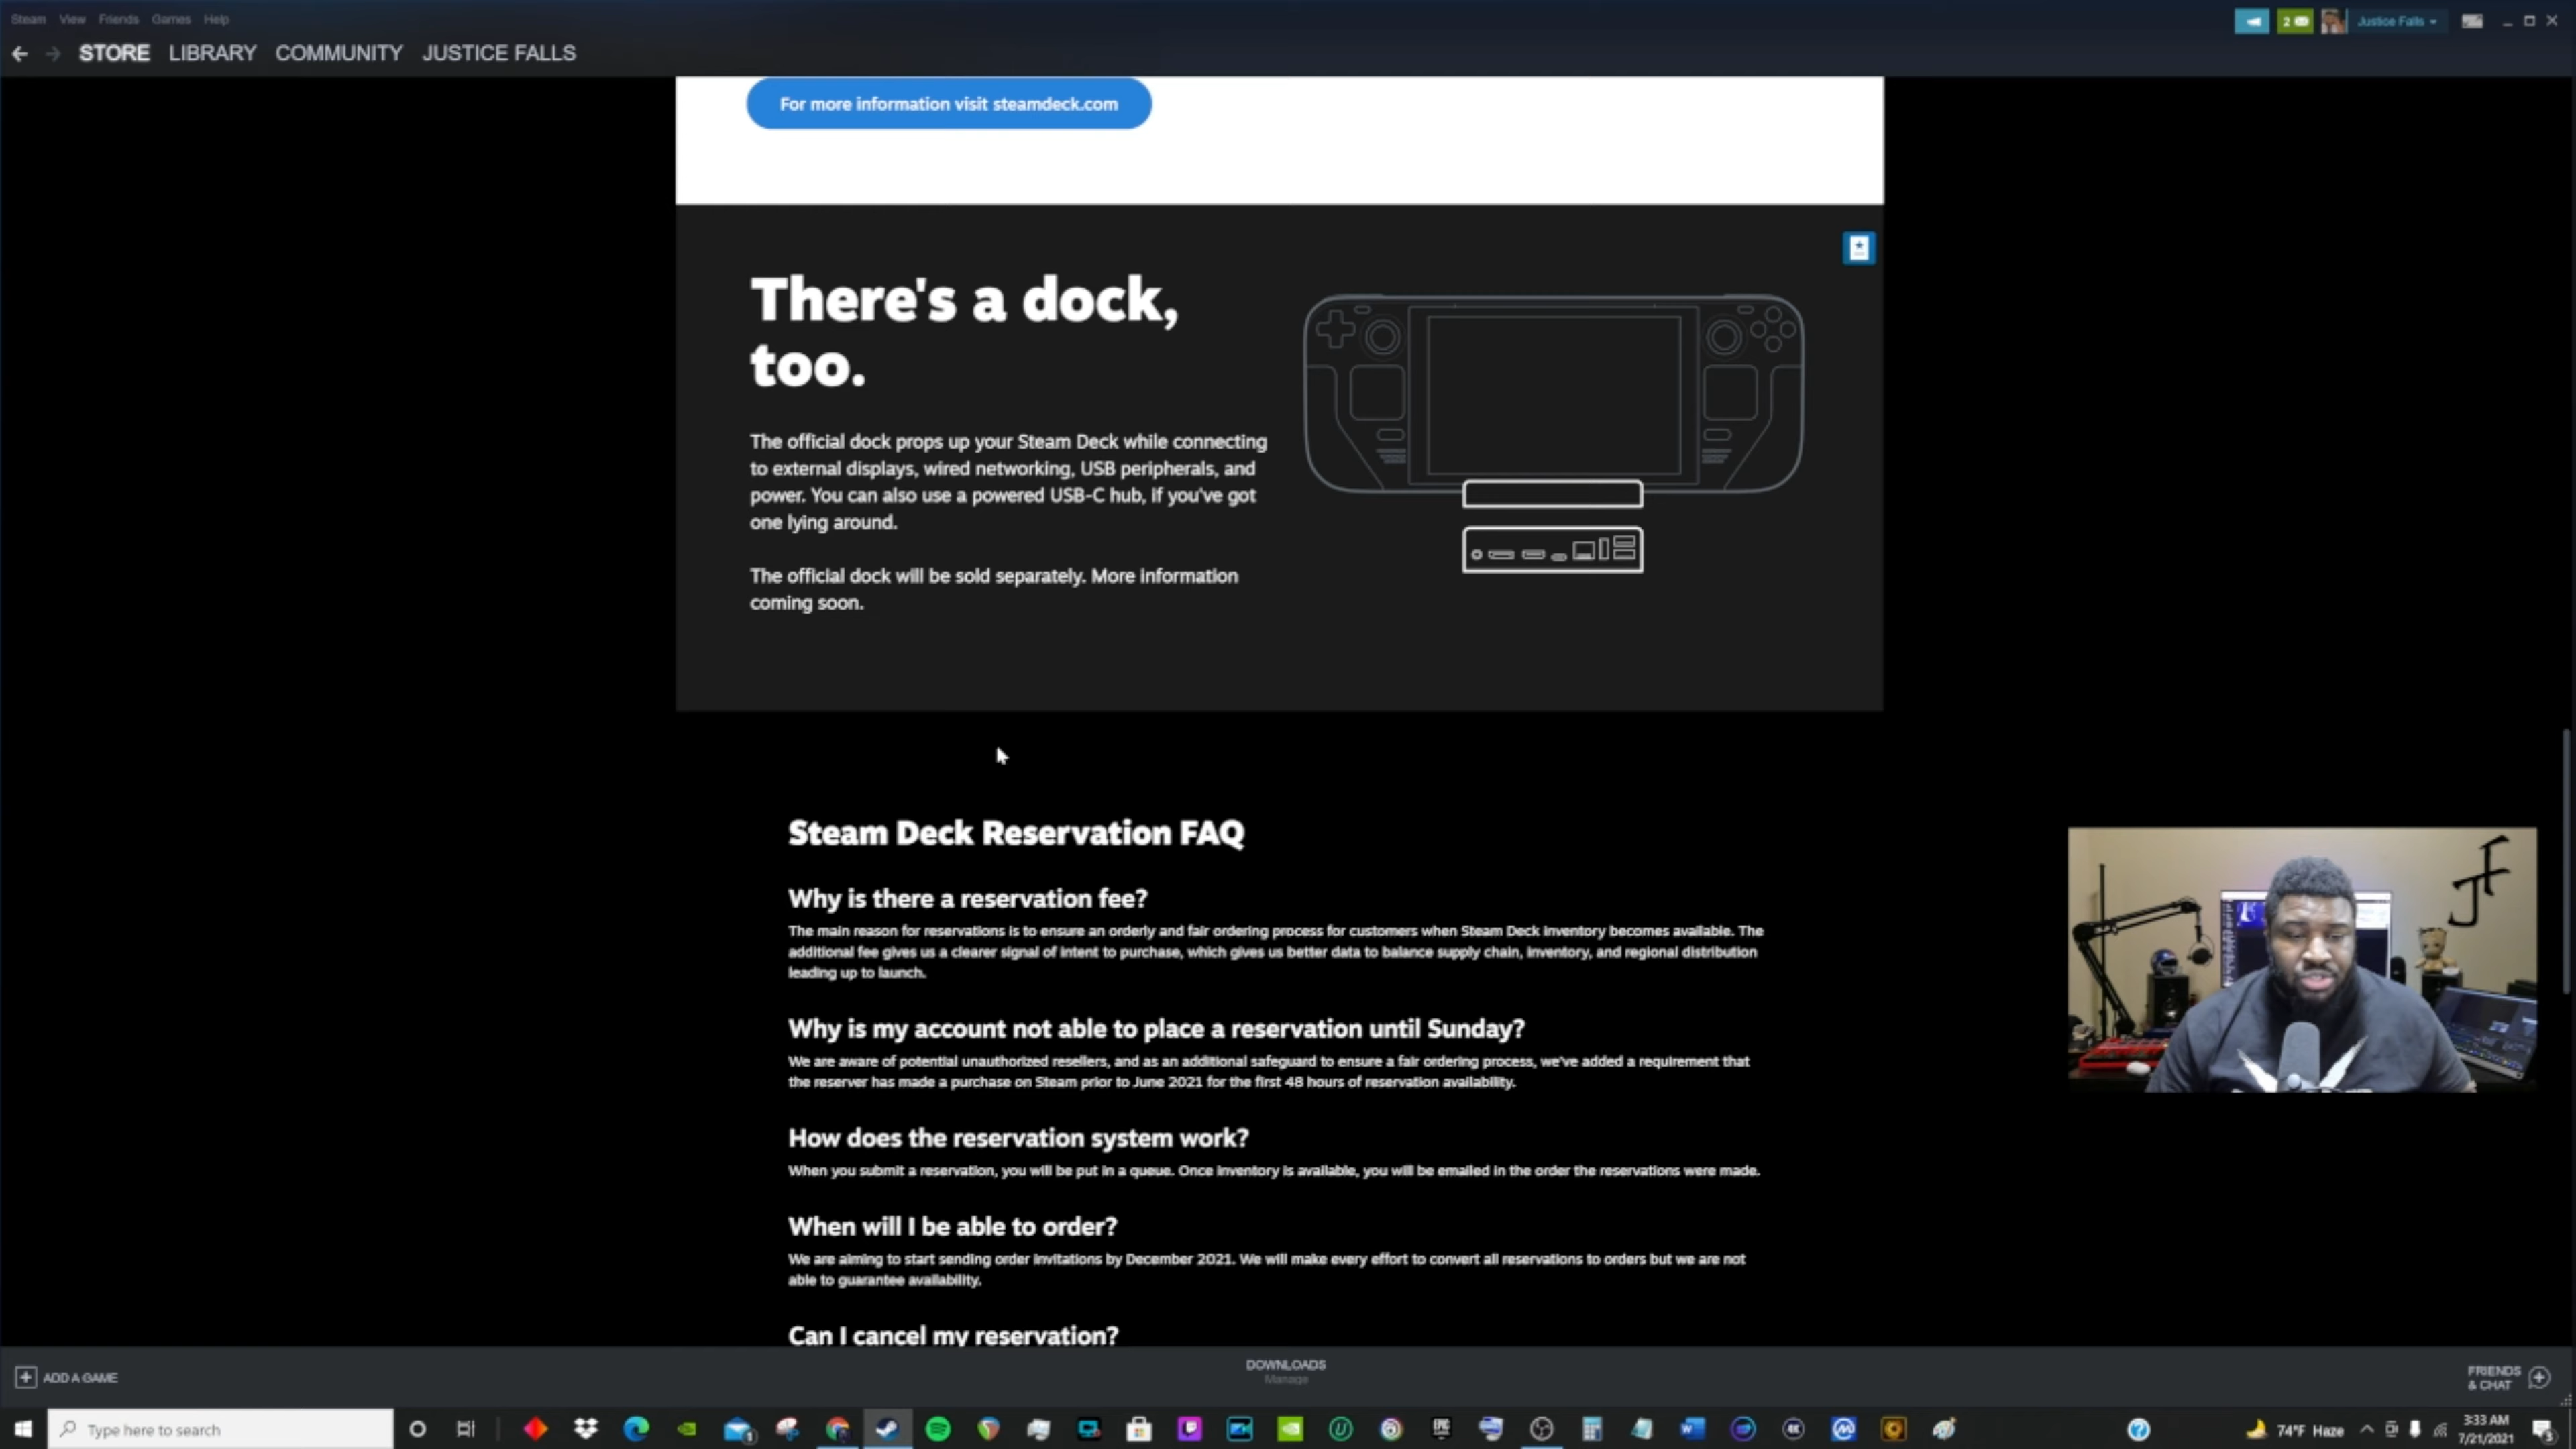 Steam View Friends Games Help
2
Justice Falls
STORE LIBRARY COMMUNITY JUSTICE FALLS
For more information visit steamdeck.com
There's a dock,
too.
The official dock props up your Steam Deck while connecting
to external displays, wired networking, USB peripherals, and
power. You can also use a powered USB-C hub, if you've got
one lying around.
The official dock will be sold separately. More information
coming soon.
Steam Deck Reservation FAQ
Why is there a reservation fee?
The main reason for reservations is to ensure an orderly and fair ordering process for customers when Steam Deck inventory becomes available. The
additional fee gives us a clearer signal of intent to purchase, which gives us better data to balance supply chain, inventory, and regional distribution
leading up to launch.
Why is my account not able to place a reservation until Sunday?
We are aware of potential unauthorized resellers, and as an additional safeguard to ensure a fair ordering process, we've added a requirement that
the reserver has made a purchase on Steam prior to June 2021 for the first 48 hours of reservation availability.
How does the reservation system work?
When you submit a reservation, you will be put in a queue. Once inventory is available, you will be emailed in the order the reservations were made.
When will I be able to order?
We are aiming to start sending order invitations by December 2021. We will make every effort to convert all reservations to orders but we are not
able to guarantee availability.
Can I cancel my reservation?
ADD A GAME
DOWNLOADS
Manage
FRIENDS
& CHAT
Type here to search
74°F Haze
3:33 AM
7/21/2021